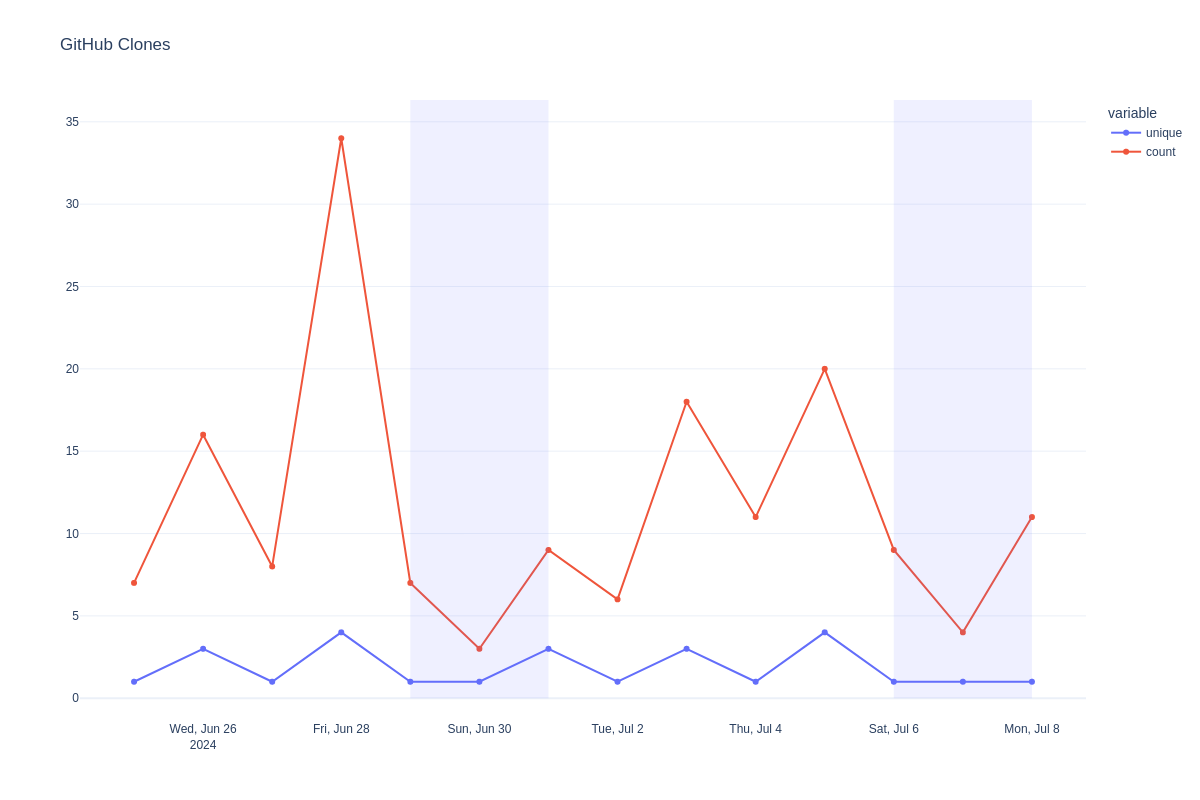 GitHub Clones
variable
unique
count
35
30
25
20
15
10
5
0
Wed, Jun 26
2024
Fri, Jun 28
Sun, Jun 30
Tue, Jul 2
Thu, Jul 4
Sat, Jul 6
Mon, Jul 8